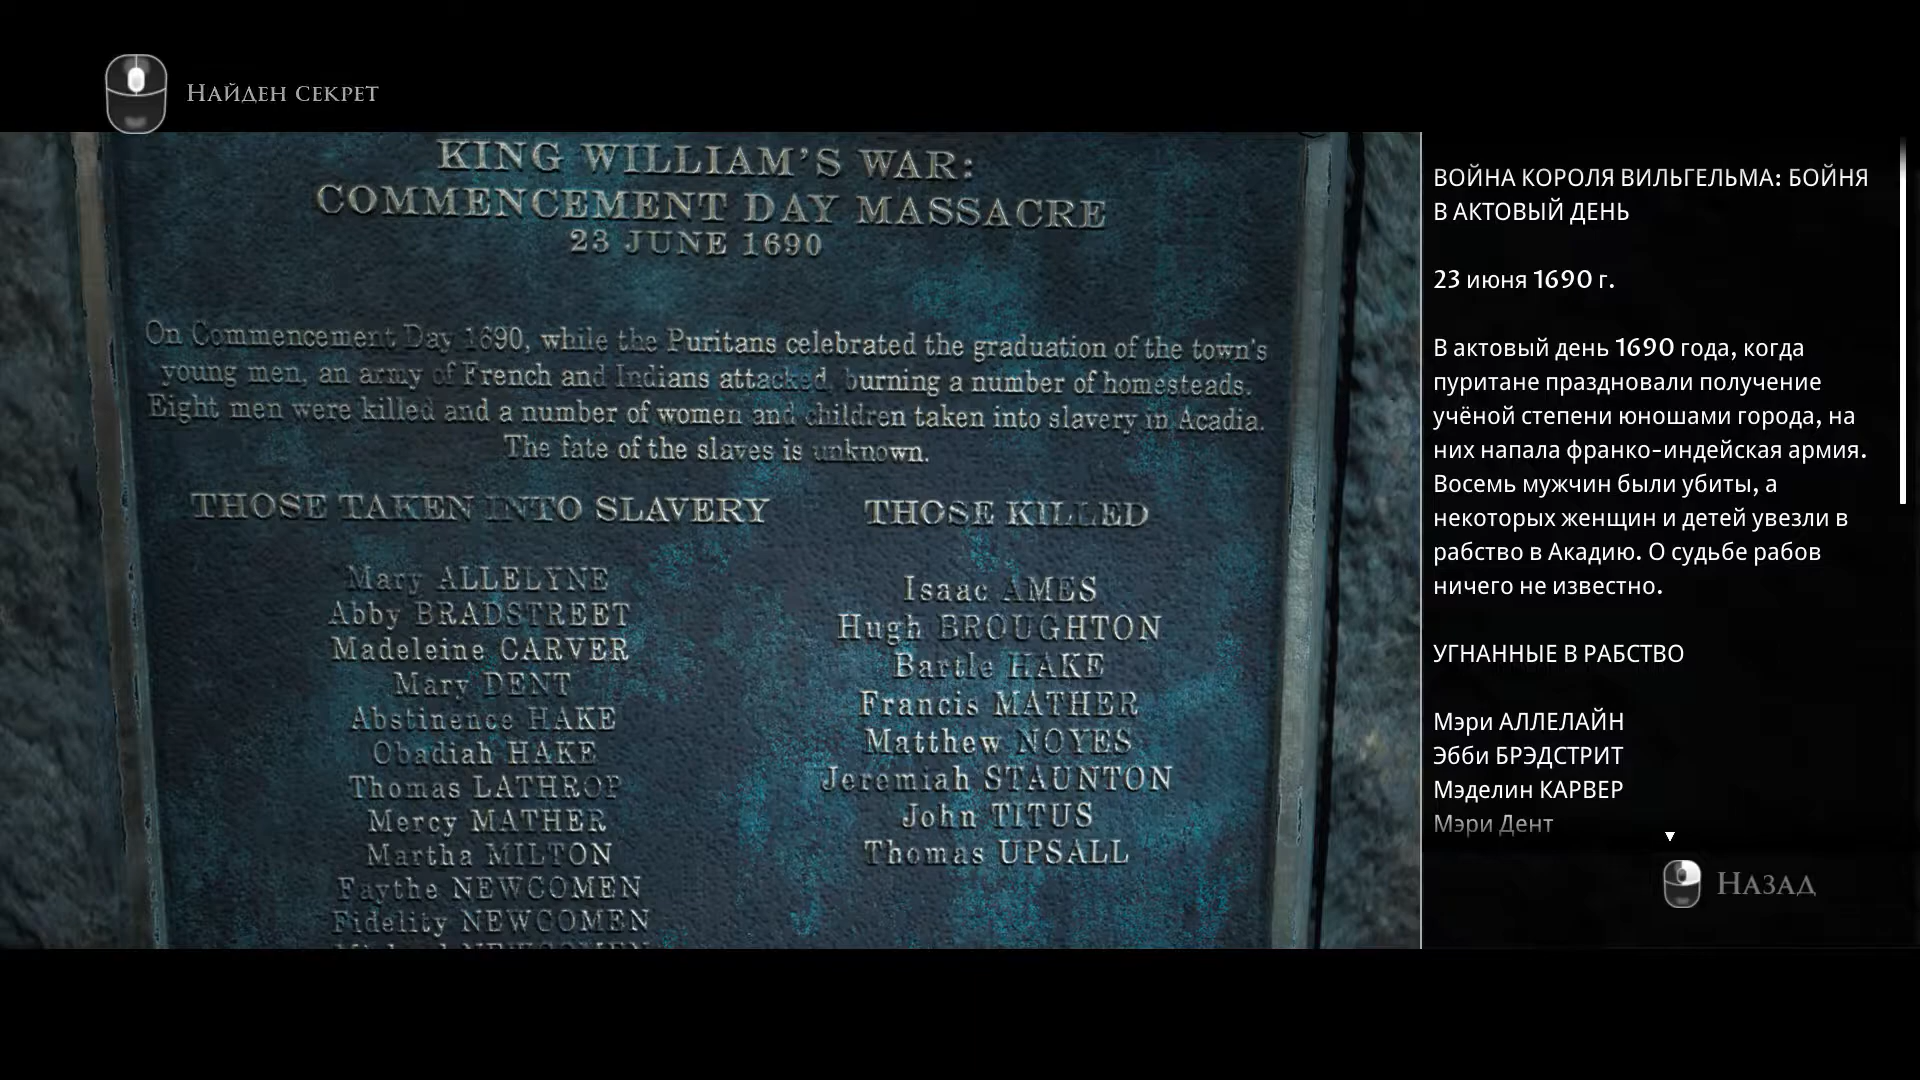 НАЙДЕН СЕКРЕТ
KING WILLIAM'S WAR:
COMMENCEMENT DAY MASSACRE
23 JUNE 1690
On Commencement Day 1690, while the Puritans celebrated the graduation of the town's
young men, an army of French and Indians attacked, burning a number of homesteads.
Eight men were killed and a number of women and children taken into slavery in Acadia.
The fate of the slaves is unknown.
THOSE TAKEN INTO SLAVERY
Mary ALLELYNE
Abby BRADSTREET
Madeleine CARVER
Mary DENT
Abstinence HAKE
Obadiah HAKE
Thomas LATHROP
Mercy MATHER
Martha MILTON
Faythe NEWCOMEN
Fidelity NEWCOMEN
THOSE KILLED
Isaac AMES
Hugh BROUGHTON
Bartle HAKE
Francis MATHER
Matthew NOYES
Jeremiah STAUNTON
John TITUS
Thomas UPSALL
ВОЙНА КОРОЛЯ ВИЛЬГЕЛЬМА: БОЙНЯ
В АКТОВЫЙ ДЕНЬ
23 июня 1690 г.
В актовый день 1690 года, когда
пуритане праздновали получение
учёной степени юношами города, на
них напала франко-индейская армия.
Восемь мужчин были убиты, а
некоторых женщин и детей увезли в
рабство в Акадию. О судьбе рабов
ничего не известно.
УГНАННЫЕ В РАБСТВО
Мэри АЛЛЕЛАЙН
Эбби БРЭДСТРИТ
Мэделин КАРВЕР
Мэри Дент
НАЗАД